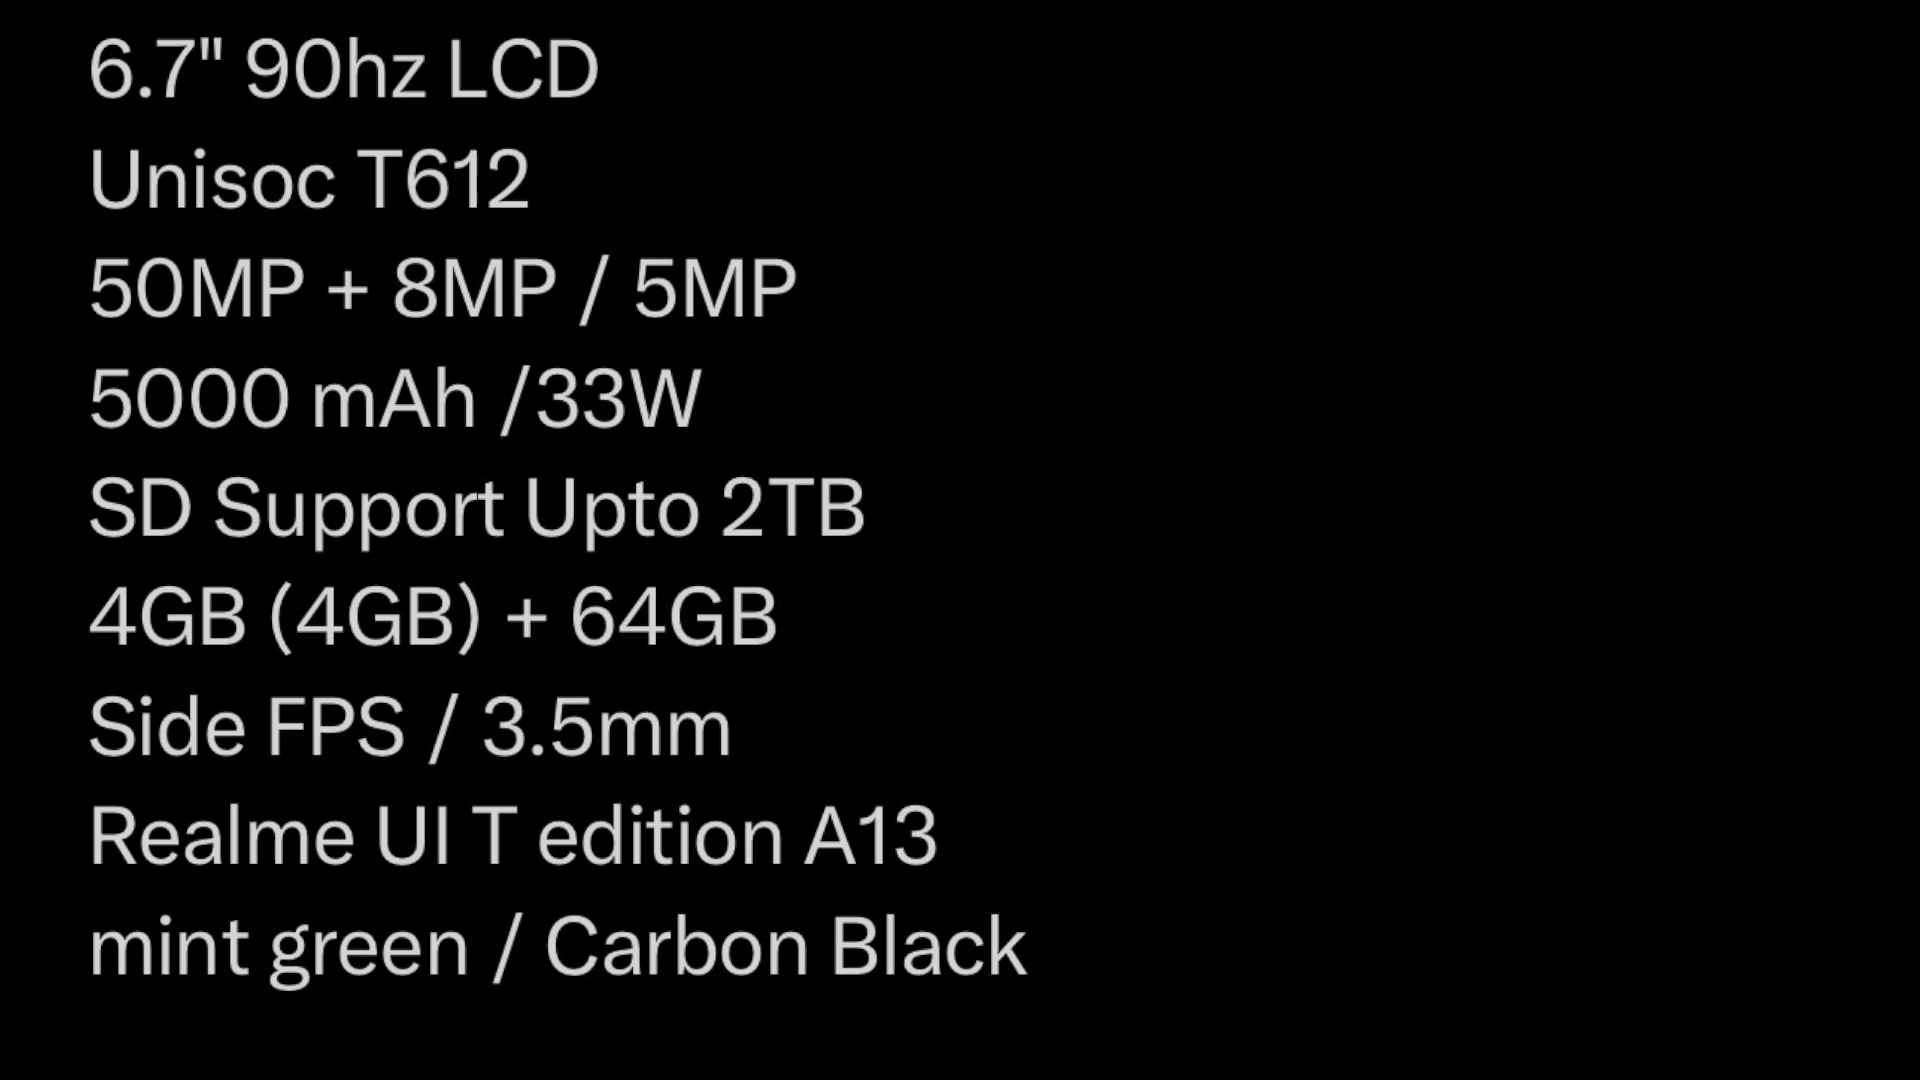 6.7" 90hz LCD
Unisoc T612
50MP + 8MP / 5MP
5000 mAh /33W
SD Support Upto 2TB
4GB (4GB) + 64GB
Side FPS / 3.5mm
Realme UI T edition A13
mint green / Carbon Black